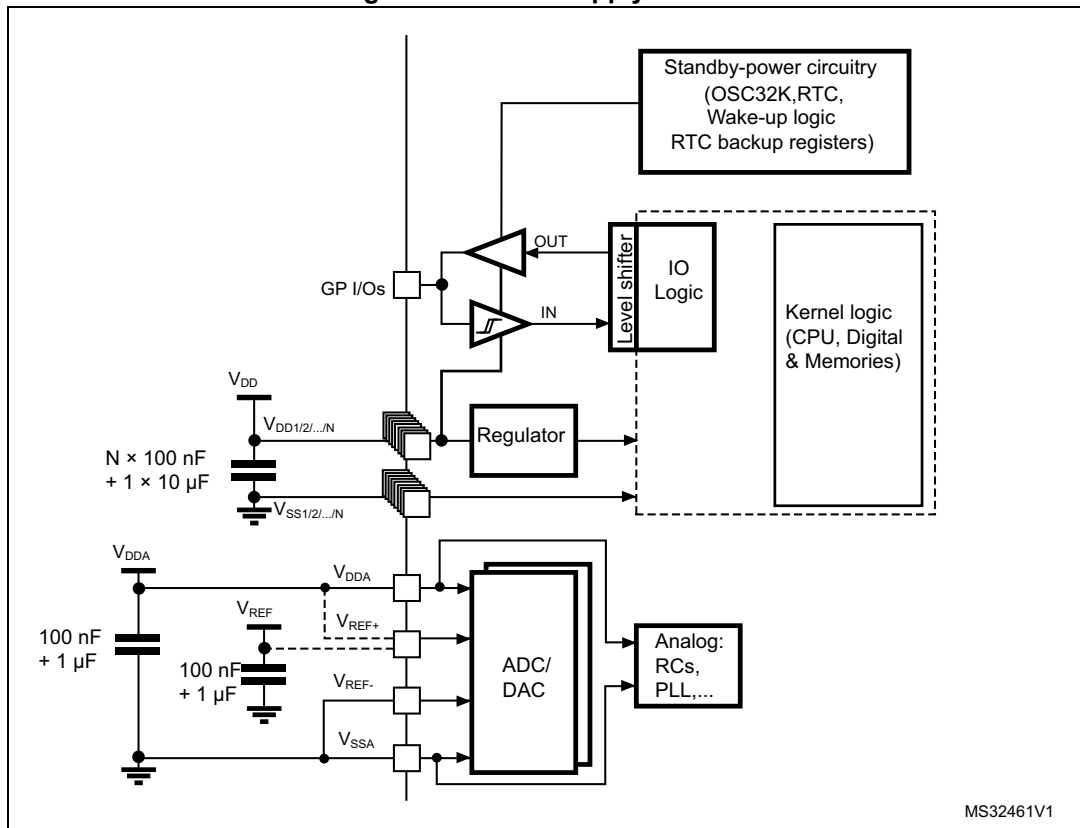 Standby-power circuitry
(OSC32K,RTC,
Wake-up logic
RTC backup registers)
OUT
GP I/Os
IN
Level shifter
IO
Logic
Kernel logic
(CPU, Digital
& Memories)
VDD
VDD1/2/.../N
Regulator
N × 100 nF
+ 1 × 10 µF
VSS1/2/.../N
VDDA
VDDA
VREF
VREF+
100 nF
+ 1 µF
100 nF
+ 1 µF
VREF-
ADC/
DAC
Analog:
RCs,
PLL,...
VSSA
MS32461V1